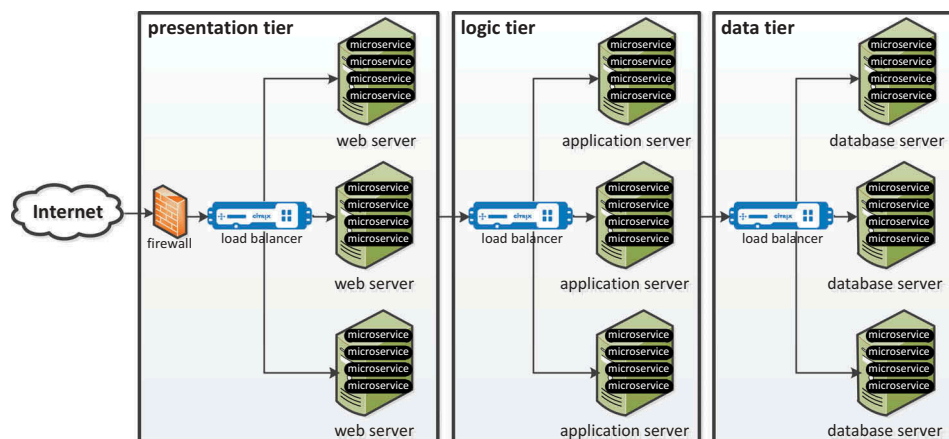 presentation tier
logic tier
data tier
microservice
microservice
microservice
microservice
web server
microservice
microservice
microservice
microservice
application server
microservice
microservice
microservice
microservice
database server
Internet
firewall
citrix
load balancer
microservice
microservice
microservice
microservice
web server
citrix
load balancer
microservice
microservice
microservice
microservice
application server
citrix
load balancer
microservice
microservice
microservice
microservice
database server
microservice
microservice
microservice
microservice
web server
microservice
microservice
microservice
microservice
application server
microservice
microservice
microservice
microservice
database server